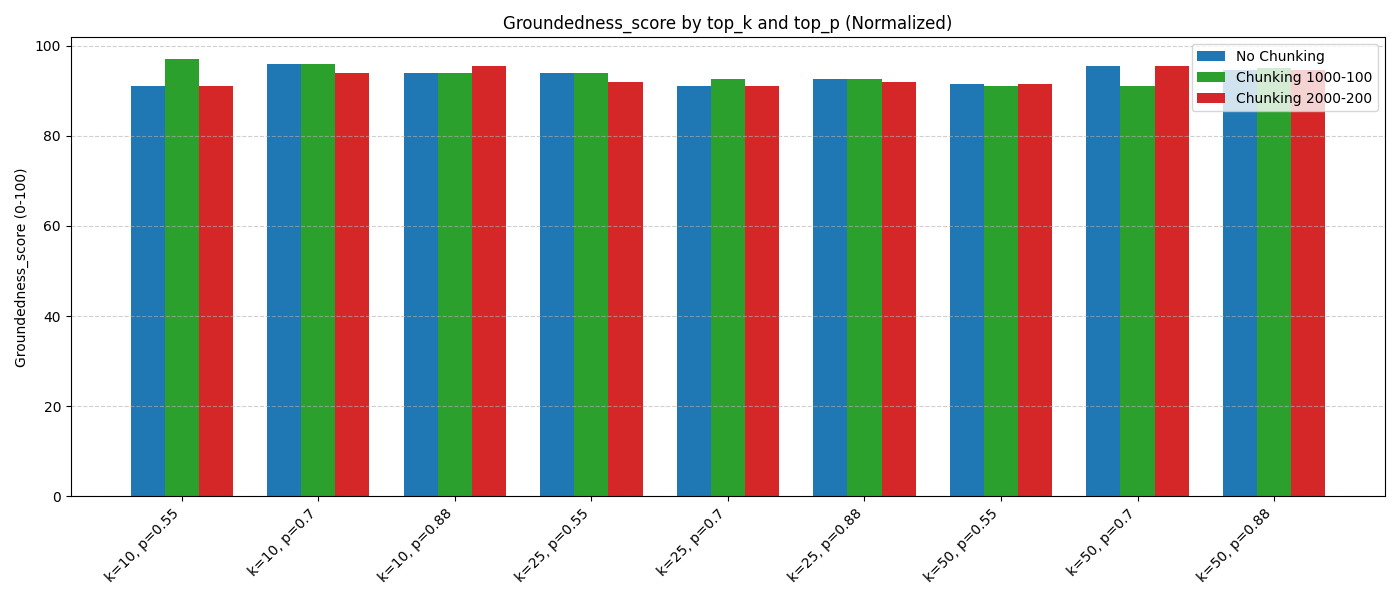 Groundedness_score by top_k and top_p (Normalized)
Groundedness_score (0-100)
100
80
60
40
20
0
No Chunking
Chunking 1000-100
Chunking 2000-200
k=10, p=0.55
k=10, p=0.7
k=10, p=0.88
k=25, p=0.55
k=25, p=0.7
k=25, p=0.88
k=50, p=0.55
k=50, p=0.7
k=50, p=0.88